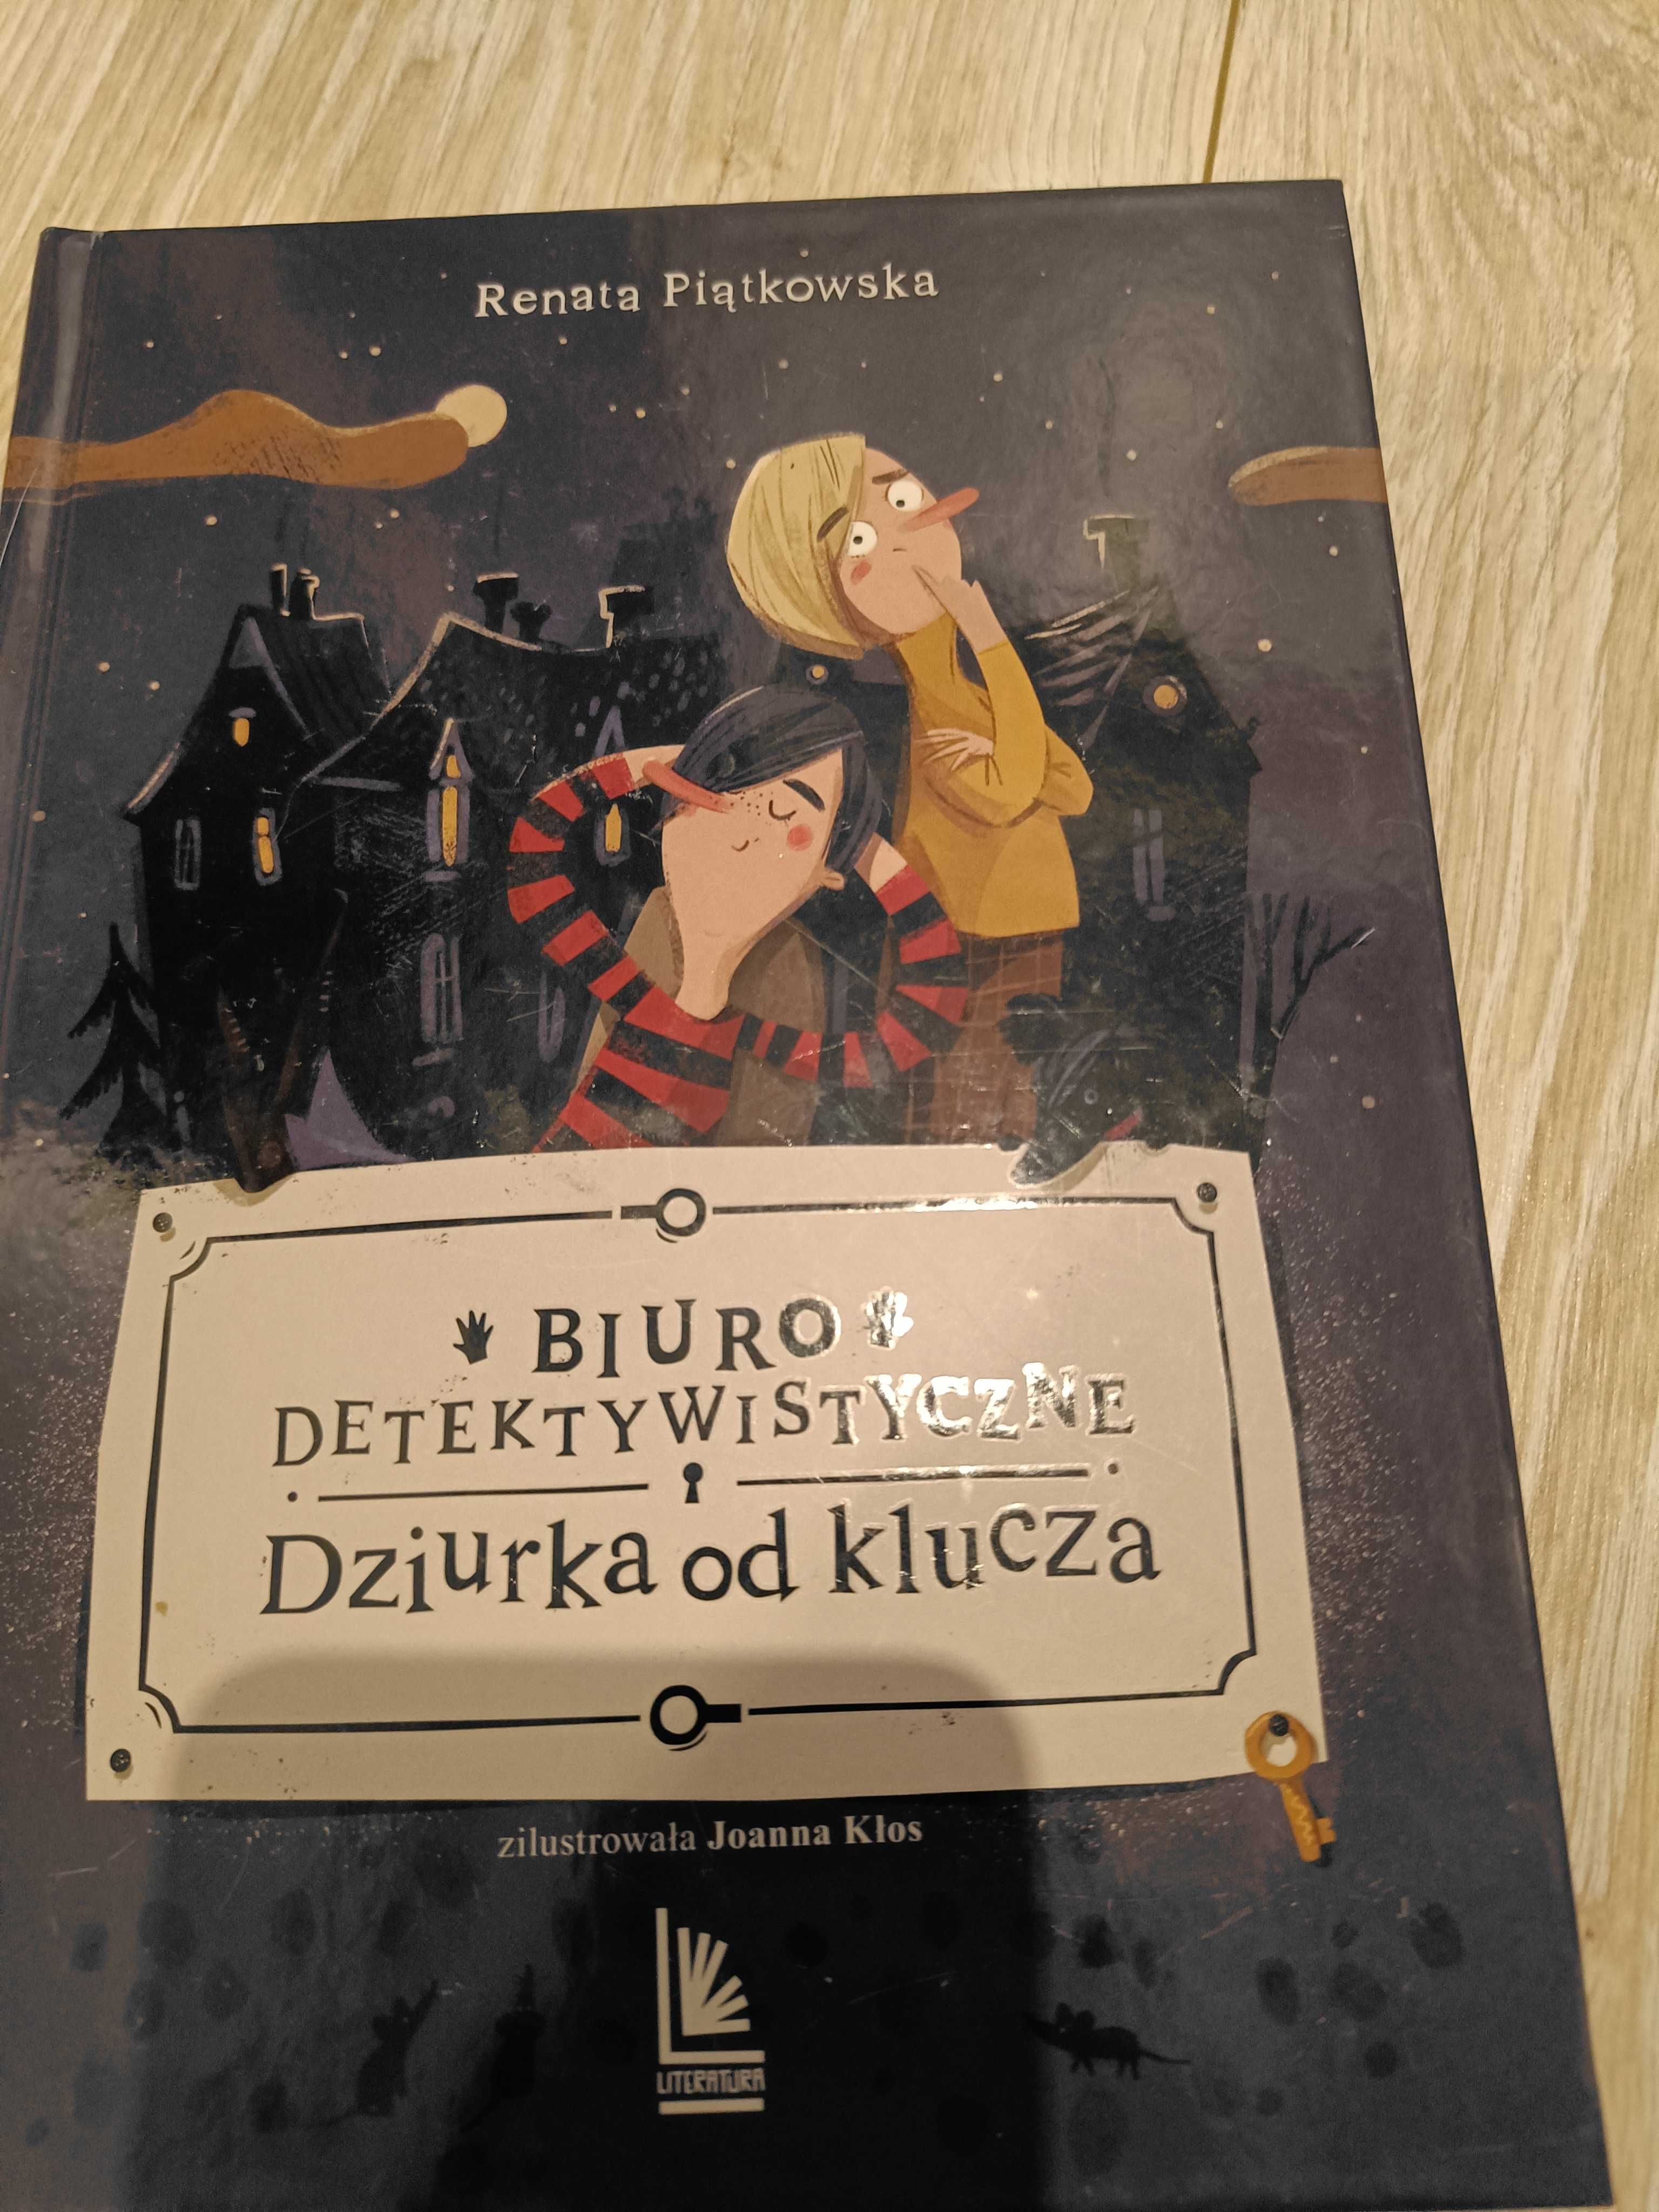 Renata Piątkowska
BIURO
DETEKTYWISTYCZNE
Dziurka od klucza
zilustrowała Joanna Kłos
LITERATURA